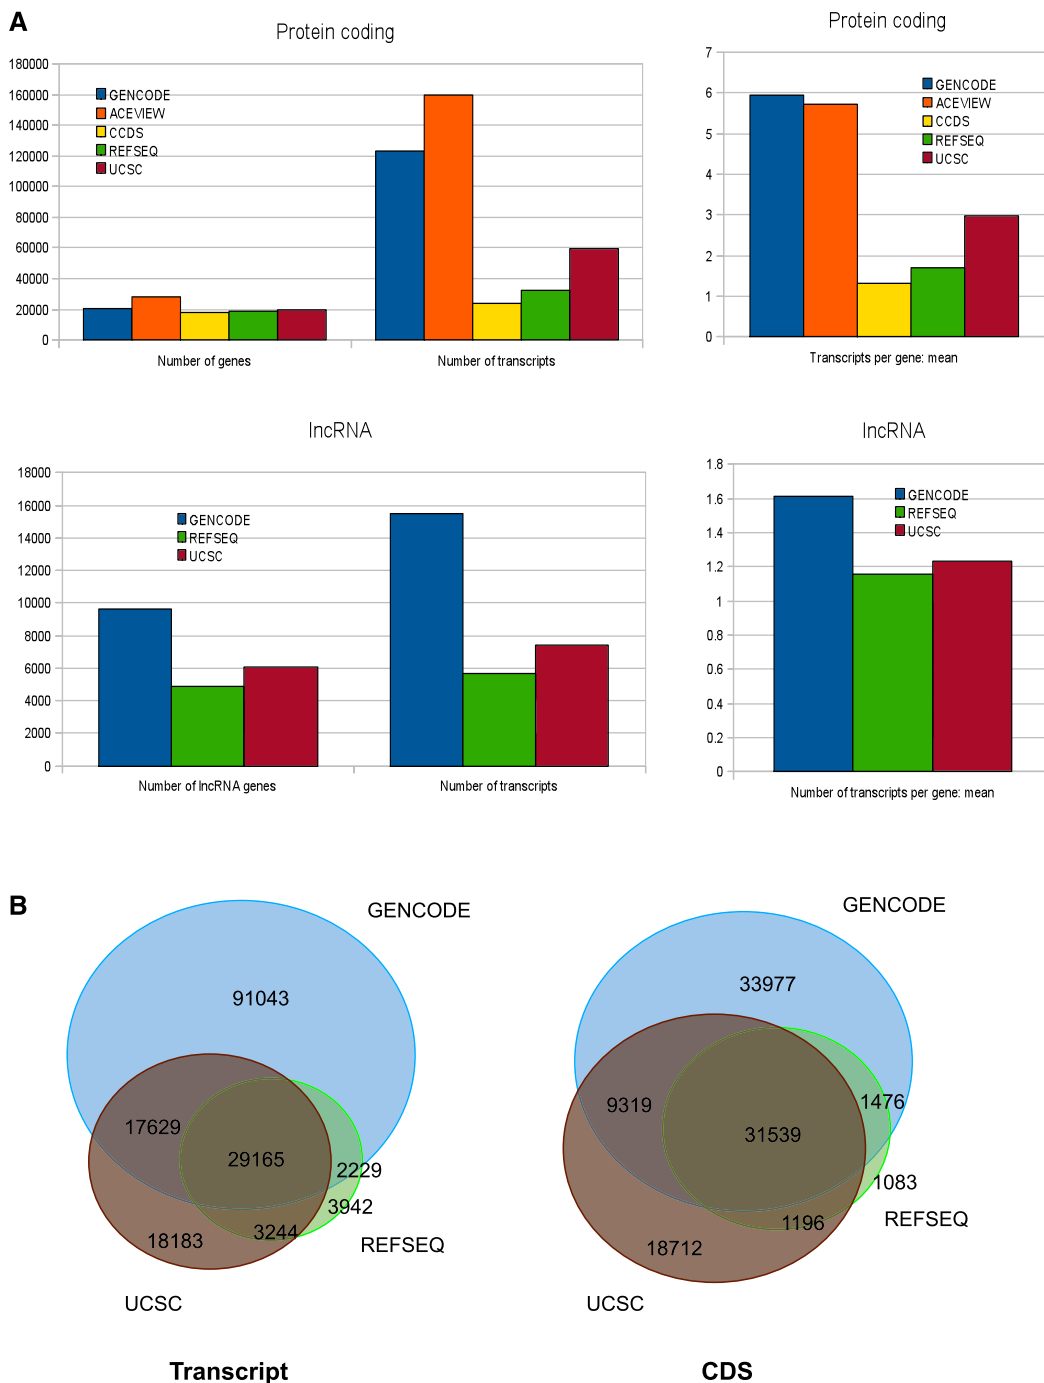 A
Protein coding
180000
160000
140000
120000
100000
80000
60000
40000
20000
0
GENCODE
ACEVIEW
CCDS
REFSEQ
UCSC
Number of genes
Number of transcripts
Protein coding
7
6
5
4
3
2
1
0
GENCODE
ACEVIEW
CCDS
REFSEQ
UCSC
Transcripts per gene: mean
lncRNA
18000
16000
14000
12000
10000
8000
6000
4000
2000
0
GENCODE
REFSEQ
UCSC
Number of lncRNA genes
Number of transcripts
lncRNA
1.8
1.6
1.4
1.2
1
0.8
0.6
0.4
0.2
0
GENCODE
REFSEQ
UCSC
Number of transcripts per gene: mean
B
GENCODE
91043
17629
29165
2229
3942
3244
18183
REFSEQ
UCSC
Transcript
GENCODE
33977
9319
1476
31539
1083
1196
REFSEQ
18712
UCSC
CDS